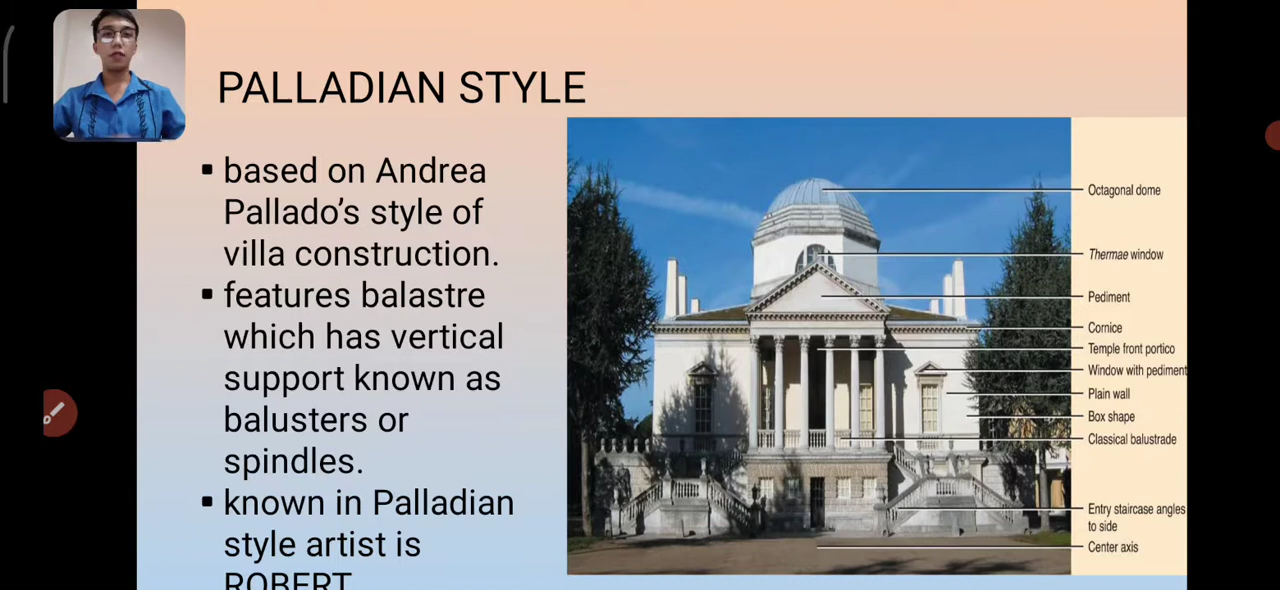 PALLADIAN STYLE
▪ based on Andrea
Pallado’s style of
villa construction.
▪ features balastre
which has vertical
support known as
balusters or
spindles.
▪ known in Palladian
style artist is
ROBERT
Octagonal dome
Thermae window
Pediment
Cornice
Temple front portico
Window with pediment
Plain wall
Box shape
Classical balustrade
Entry staircase angles
to side
Center axis